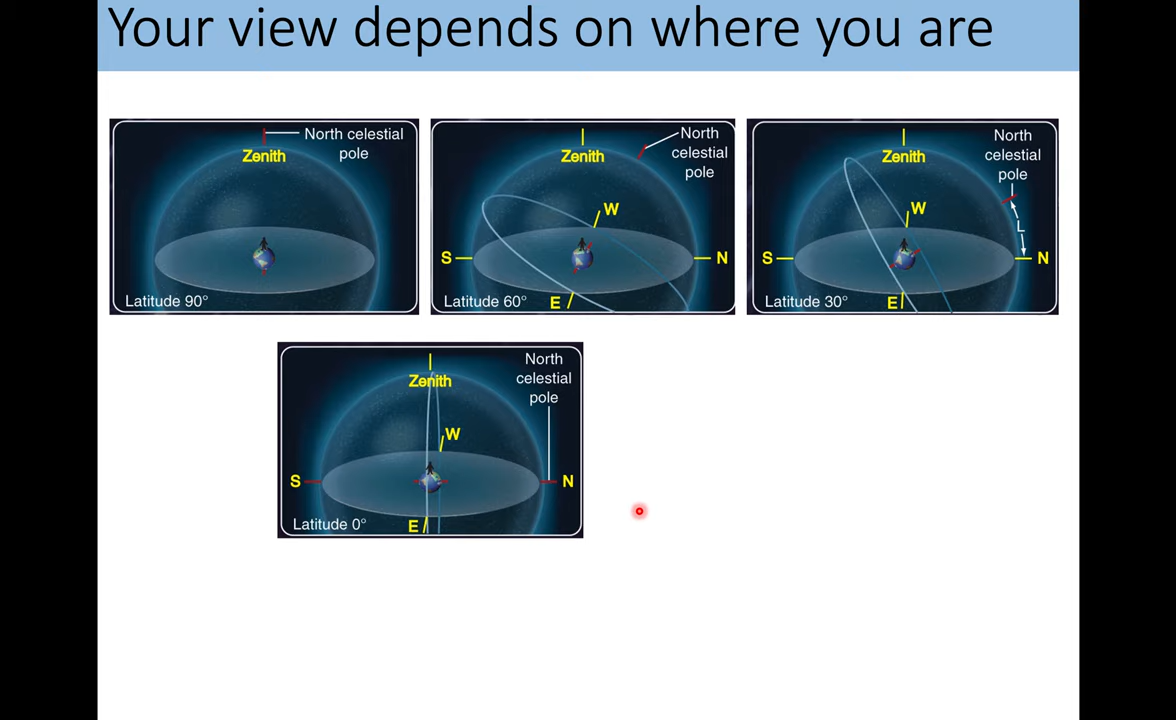 Your view depends on where you are
North celestial
pole
Zenith
Latitude 90°
North
celestial
pole
Zenith
W
S
N
E
Latitude 60°
North
celestial
pole
Zenith
W
L
S
N
E
Latitude 30°
North
celestial
pole
Zenith
W
S
N
E
Latitude 0°